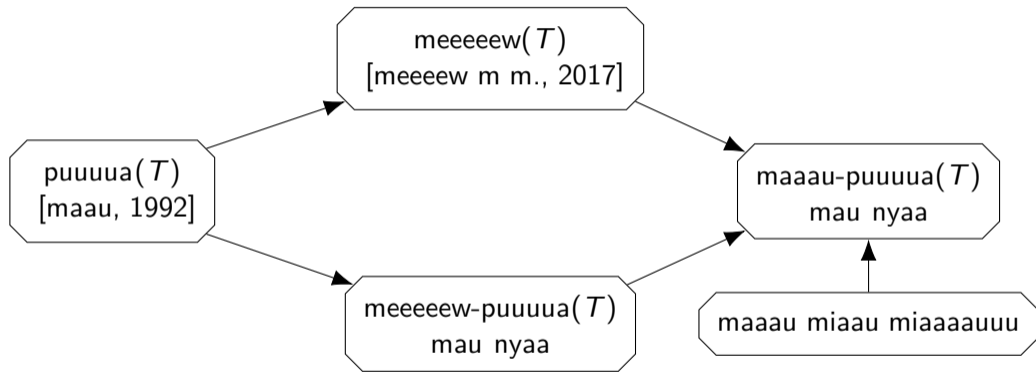 meeeeew(T)
[meeeew m m., 2017]
puuuua(T)
[maau, 1992]
maaau-puuuua(T)
mau nyaa
meeeeew-puuuua(T)
mau nyaa
maaau miaau miaaaauuu